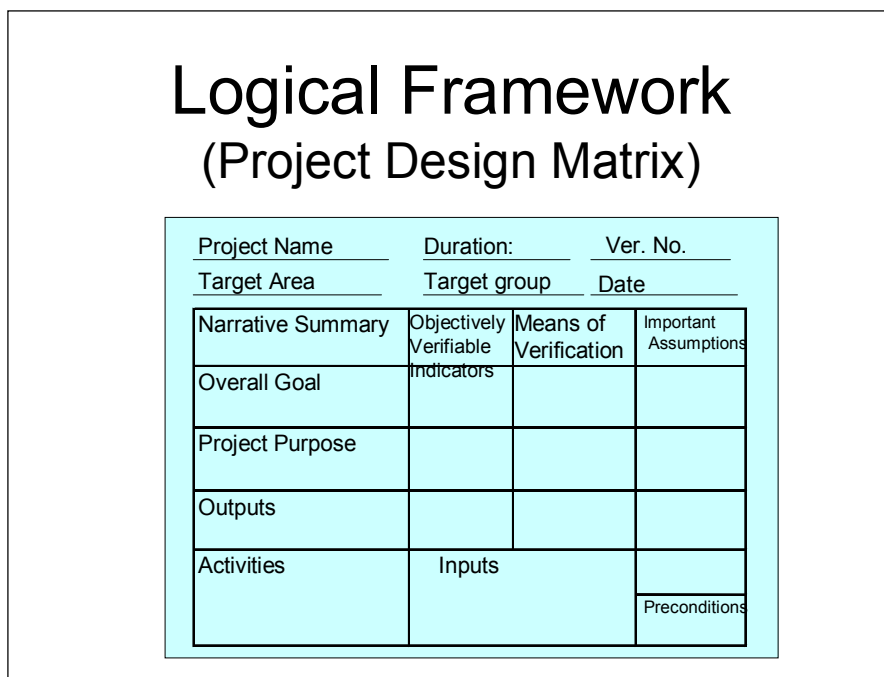 Logical Framework
(Project Design Matrix)
Project Name Duration: Ver. No.
Target Area Target group Date
Narrative Summary
Objectively
Verifiable
Indicators
Means of
Verification
Important
Assumptions
Overall Goal
Project Purpose
Outputs
Activities
Inputs
Preconditions